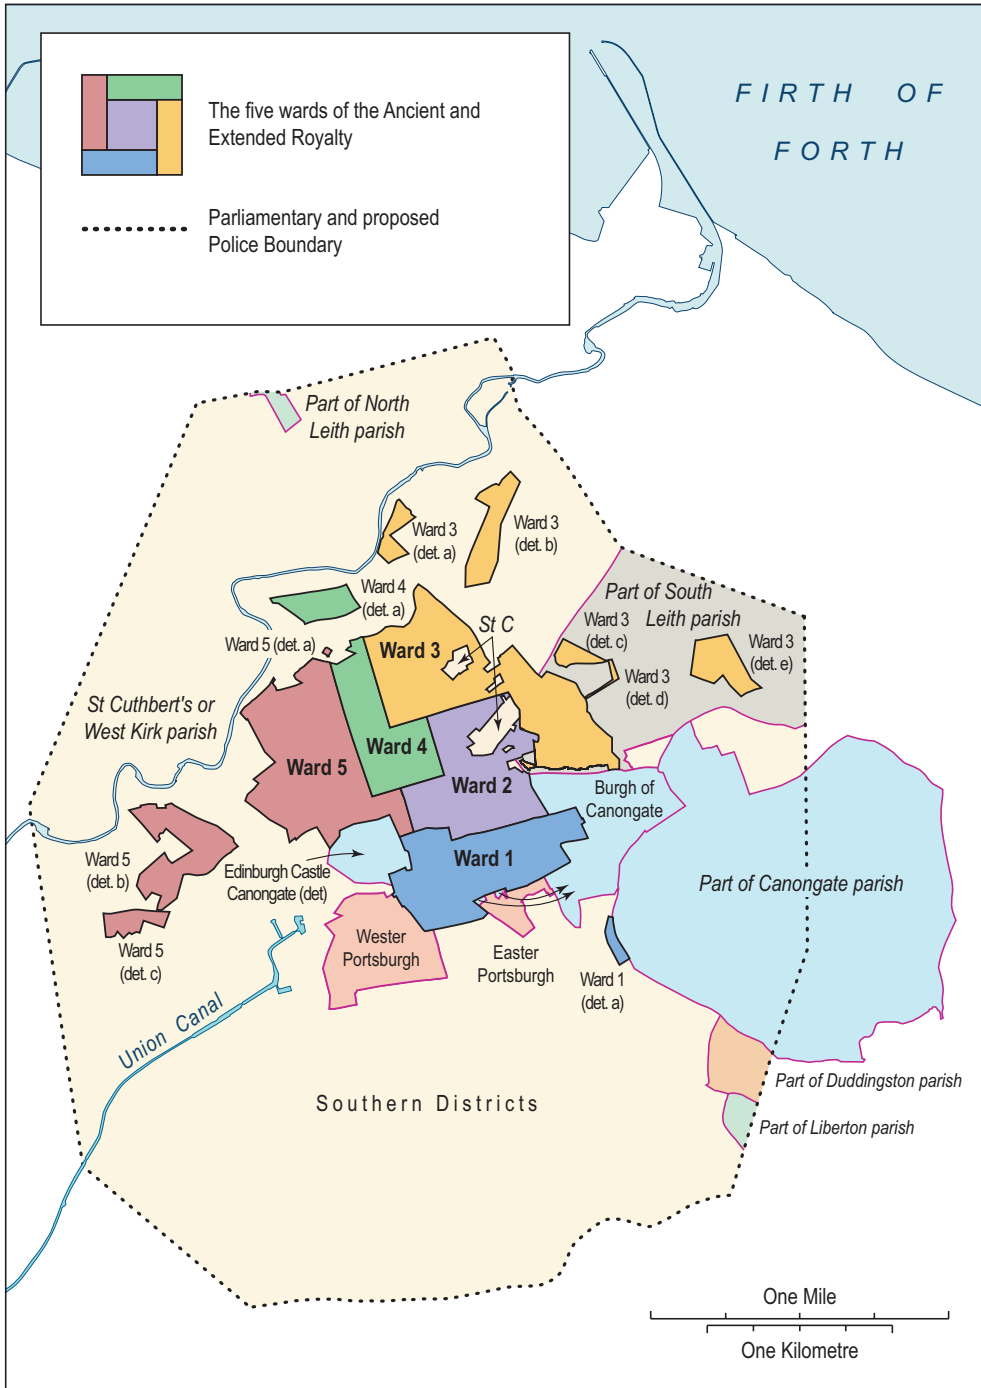 The five wards of the Ancient and
Extended Royalty
Parliamentary and proposed
Police Boundary
FIRTH OF
FORTH
Part of North
Leith parish
Ward 3
(det. a)
Ward 3
(det. b)
Ward 4
(det. a)
Part of South
Leith parish
Ward 3
(det. c)
Ward 3
(det. d)
Ward 3
(det. e)
St C
Ward 5 (det. a)
Ward 3
St Cuthbert's or
West Kirk parish
Ward 4
Ward 5
Ward 2
Burgh of
Canongate
Ward 1
Ward 5
(det. b)
Edinburgh Castle
Canongate (det)
Part of Canongate parish
Ward 5
(det. c)
Wester
Portsburgh
Easter
Portsburgh
Ward 1
(det. a)
Union Canal
Southern Districts
Part of Duddingston parish
Part of Liberton parish
One Mile
One Kilometre